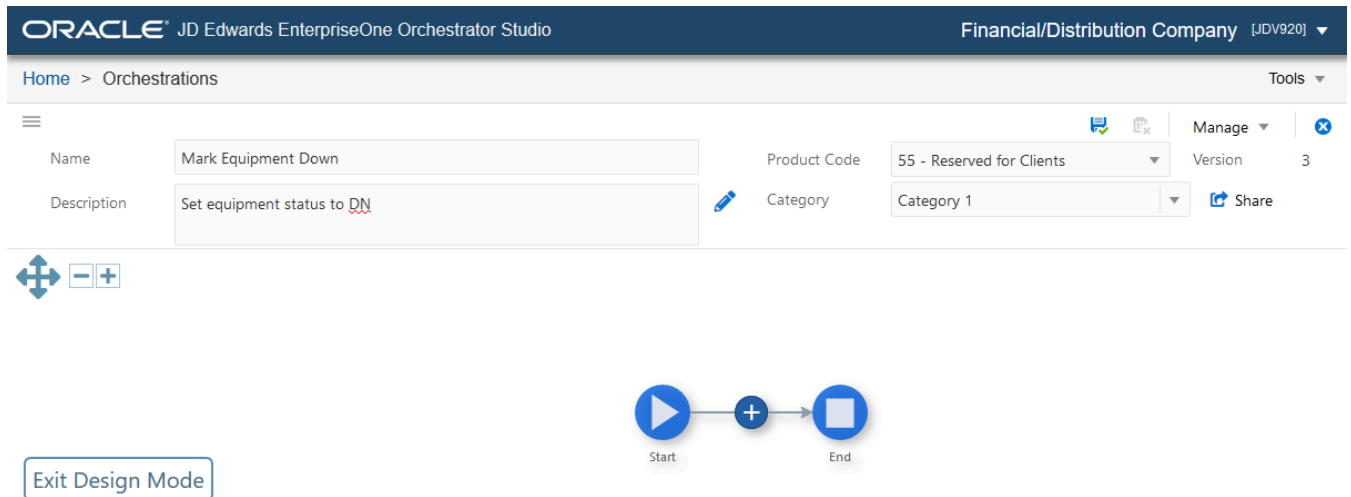 ORACLE® JD Edwards EnterpriseOne Orchestrator Studio Financial/Distribution Company [JDV920]
Home > Orchestrations Tools
Manage
Name Mark Equipment Down Product Code 55 - Reserved for Clients Version 3
Description Set equipment status to DN Category Category 1 Share
Start End
Exit Design Mode